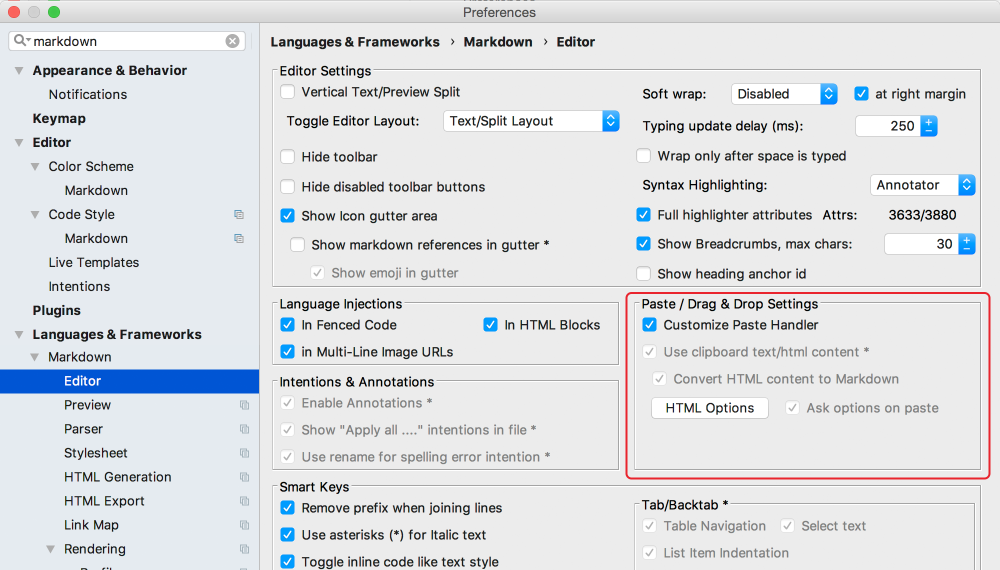 Preferences
markdown
Appearance & Behavior
Notifications
Keymap
Editor
Color Scheme
Markdown
Code Style
Markdown
Live Templates
Intentions
Plugins
Languages & Frameworks
Markdown
Editor
Preview
Parser
Stylesheet
HTML Generation
HTML Export
Link Map
Rendering
Languages & Frameworks › Markdown › Editor
Editor Settings
Vertical Text/Preview Split
Toggle Editor Layout: Text/Split Layout
Hide toolbar
Hide disabled toolbar buttons
Show Icon gutter area
Show markdown references in gutter *
Show emoji in gutter
Soft wrap: Disabled at right margin
Typing update delay (ms): 250
Wrap only after space is typed
Syntax Highlighting: Annotator
Full highlighter attributes Attrs: 3633/3880
Show Breadcrumbs, max chars: 30
Show heading anchor id
Language Injections
In Fenced Code In HTML Blocks
in Multi-Line Image URLs
Intentions & Annotations
Enable Annotations *
Show "Apply all ...." intentions in file *
Use rename for spelling error intention *
Paste / Drag & Drop Settings
Customize Paste Handler
Use clipboard text/html content *
Convert HTML content to Markdown
HTML Options Ask options on paste
Smart Keys
Remove prefix when joining lines
Use asterisks (*) for Italic text
Toggle inline code like text style
Tab/Backtab *
Table Navigation Select text
List Item Indentation